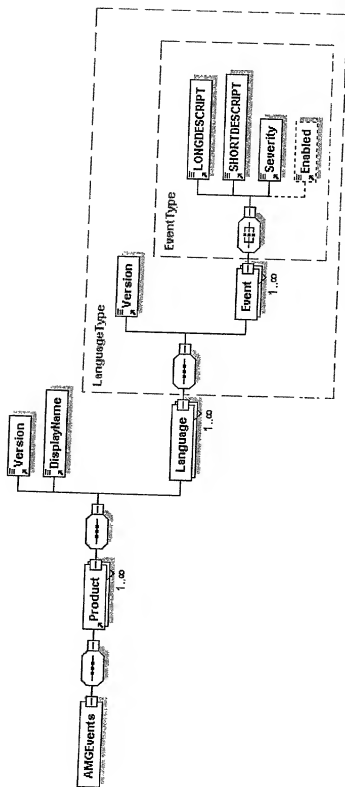 AMGEvents
Product
1..∞
Version
DisplayName
Language
1..∞
LanguageType
Version
Event
1..∞
EventType
LONGDESCRIPT
SHORTDESCRIPT
Severity
Enabled